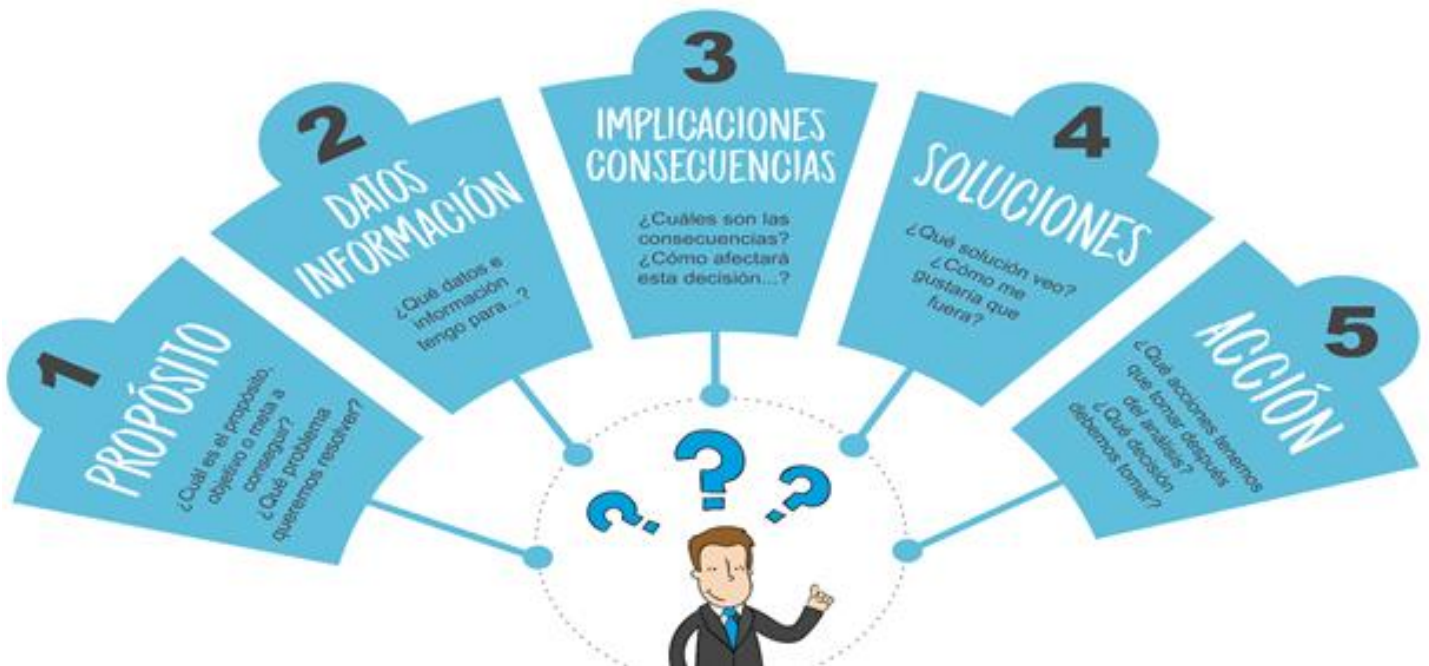 1
PROPÓSITO
¿Cuál es el propósito,
objetivo o meta a
conseguir?
¿Qué problema
queremos resolver?
2
DATOS
INFORMACIÓN
¿Qué datos e
información
tengo para...?
3
IMPLICACIONES
CONSECUENCIAS
¿Cuáles son las
consecuencias?
¿Cómo afectará
esta decisión...?
4
SOLUCIONES
¿Qué solución veo?
¿Cómo me
gustaría que
fuera?
5
ACCIÓN
¿Qué acciones tenemos
que tomar después
del análisis?
¿Qué decisión
debemos tomar?
? ? ?